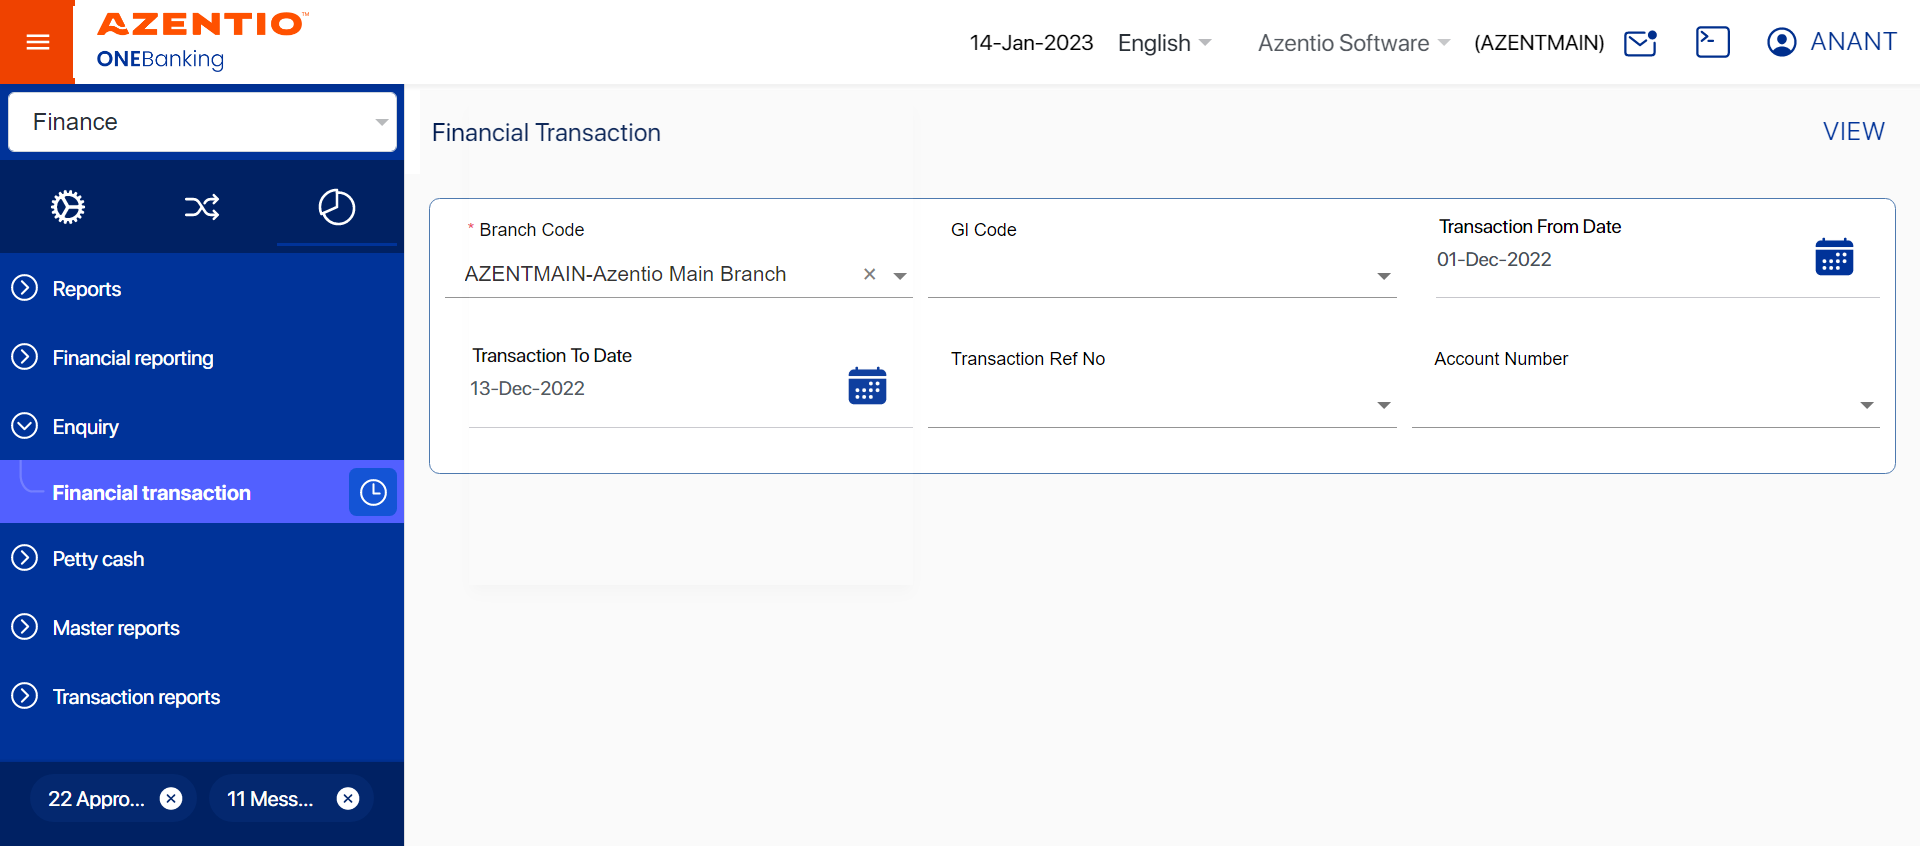 AZENTIO™
ONEBanking
14-Jan-2023
English
Azentio Software
(AZENTMAIN)
ANANT
Finance
Financial Transaction
VIEW
Reports
Financial reporting
Enquiry
Financial transaction
Petty cash
Master reports
Transaction reports
22 Appro...
11 Mess...
* Branch Code
AZENTMAIN-Azentio Main Branch
Gl Code
Transaction From Date
01-Dec-2022
Transaction To Date
13-Dec-2022
Transaction Ref No
Account Number